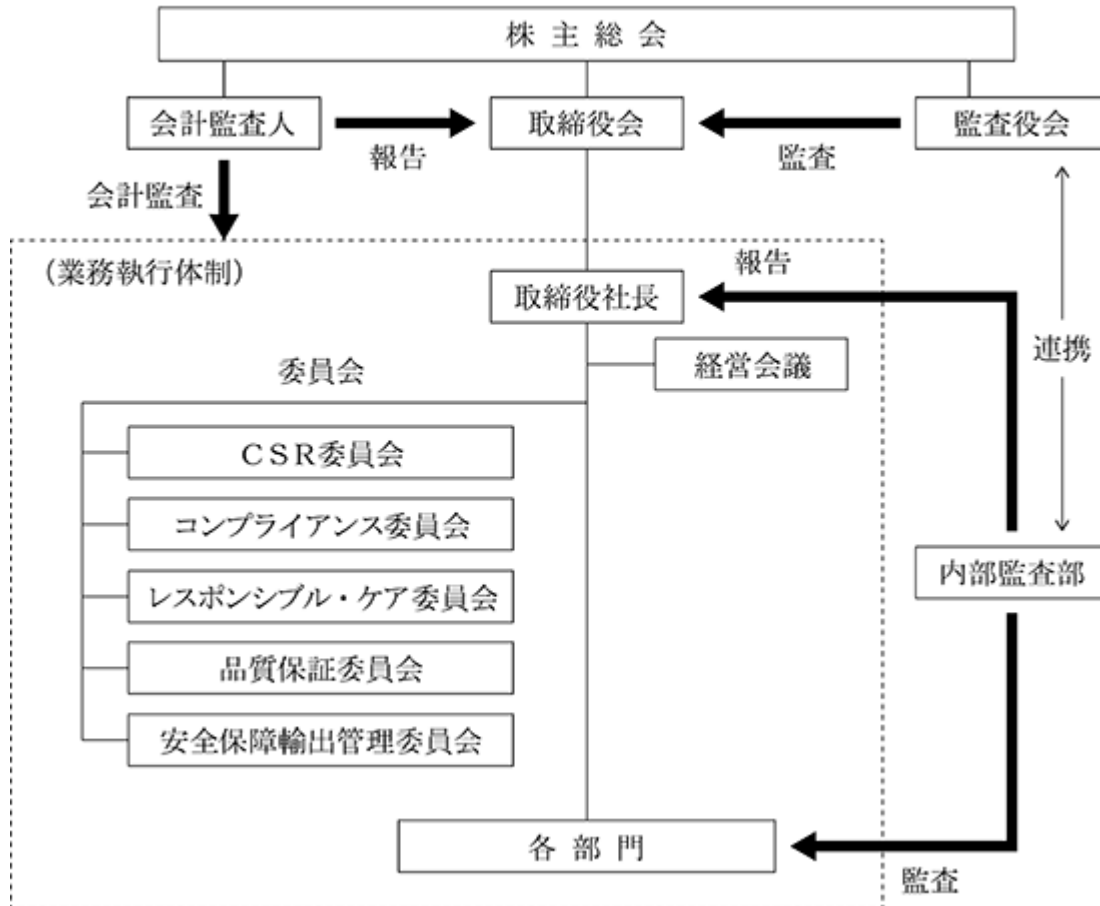 株主総会
会計監査人
取締役会
監査役会
報告
監査
会計監査
(業務執行体制)
報告
取締役社長
連携
経営会議
委員会
CSR委員会
コンプライアンス委員会
レスポンシブル・ケア委員会
内部監査部
品質保証委員会
安全保障輸出管理委員会
各部門
監査